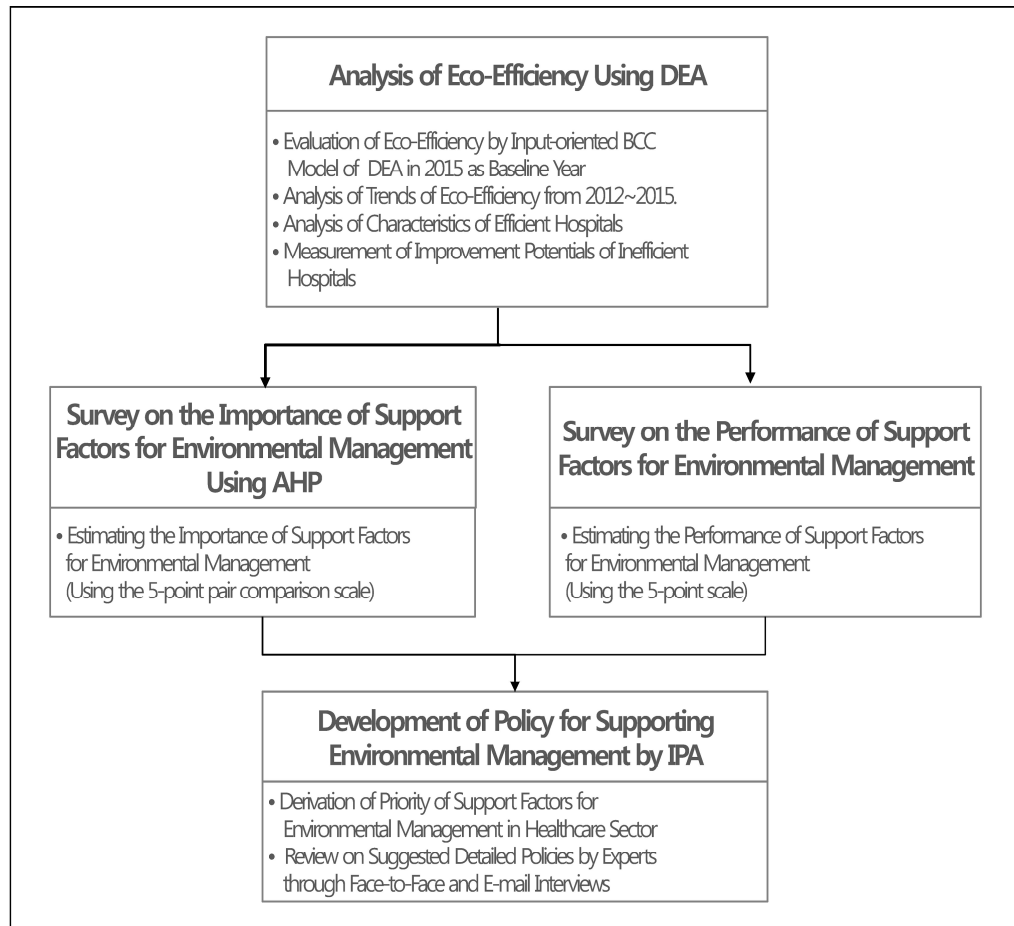 Analysis of Eco-Efficiency Using DEA
• Evaluation of Eco-Efficiency by Input-oriented BCC
Model of DEA in 2015 as Baseline Year
• Analysis of Trends of Eco-Efficiency from 2012~2015.
• Analysis of Characteristics of Efficient Hospitals
• Measurement of Improvement Potentials of Inefficient
Hospitals
Survey on the Importance of Support
Factors for Environmental Management
Using AHP
• Estimating the Importance of Support Factors
for Environmental Management
(Using the 5-point pair comparison scale)
Survey on the Performance of Support
Factors for Environmental Management
• Estimating the Performance of Support Factors
for Environmental Management
(Using the 5-point scale)
Development of Policy for Supporting
Environmental Management by IPA
• Derivation of Priority of Support Factors for
Environmental Management in Healthcare Sector
• Review on Suggested Detailed Policies by Experts
through Face-to-Face and E-mail Interviews